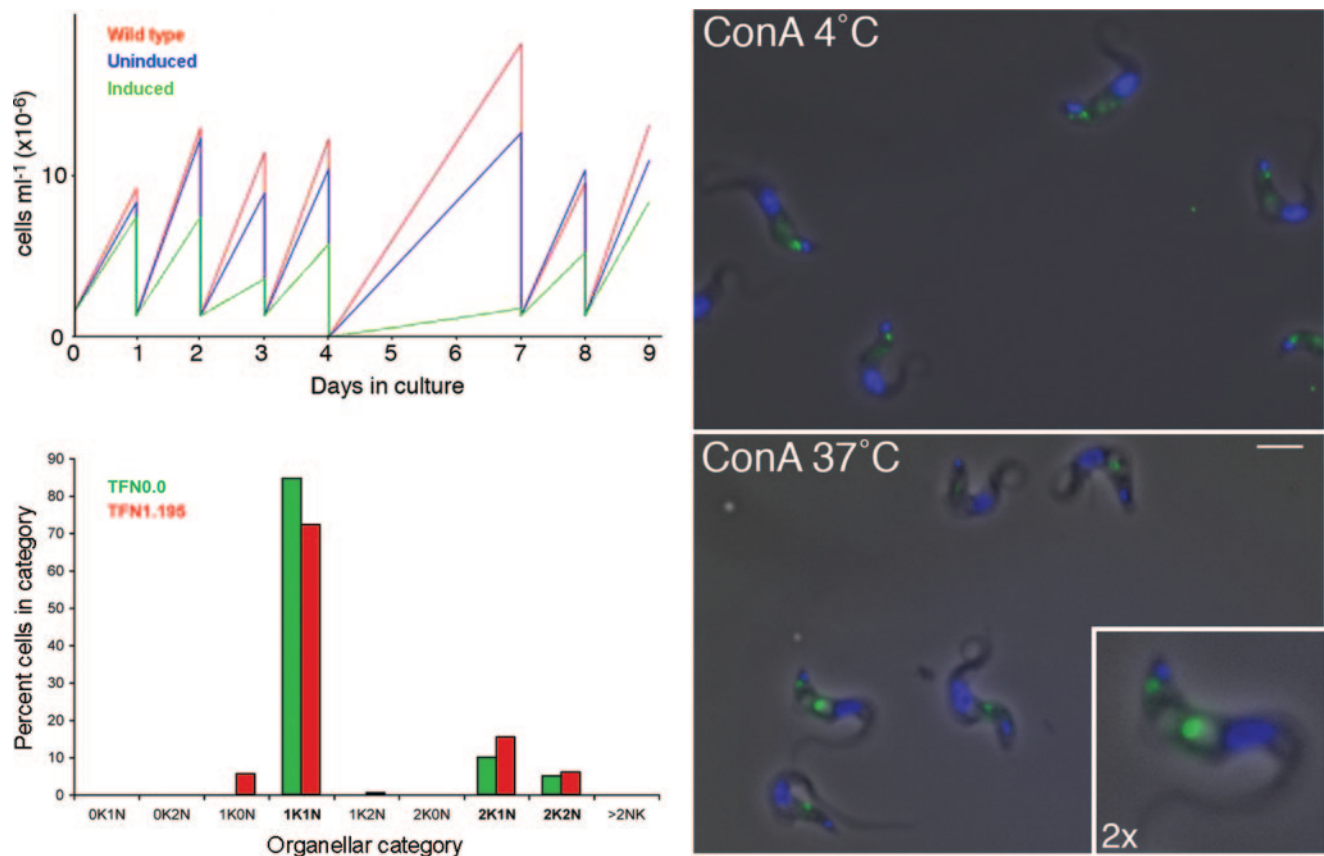 Wild type
Uninduced
Induced
cells ml⁻¹ (x10⁻⁶)
10
0
0 1 2 3 4 5 6 7 8 9
Days in culture
TFN0.0
TFN1.195
Percent cells in category
90
80
70
60
50
40
30
20
10
0
0K1N 0K2N 1K0N 1K1N 1K2N 2K0N 2K1N 2K2N >2NK
Organellar category
ConA 4°C
ConA 37°C
2x